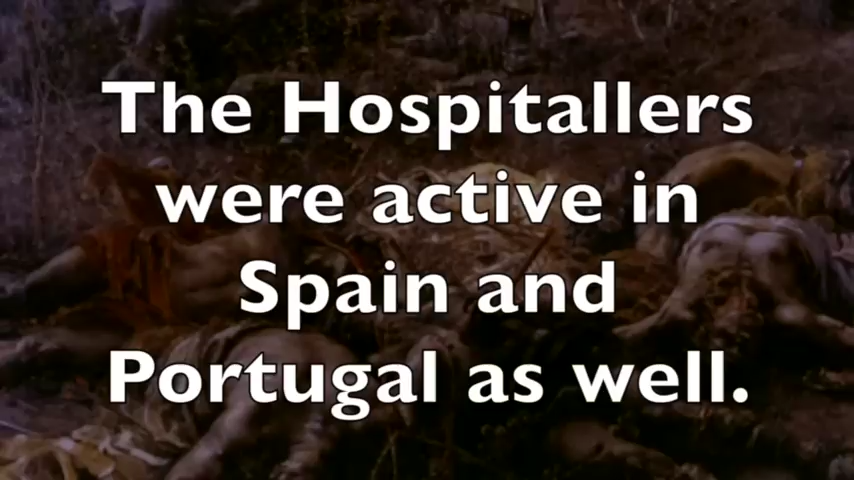 The Hospitallers
were active in
Spain and
Portugal as well.